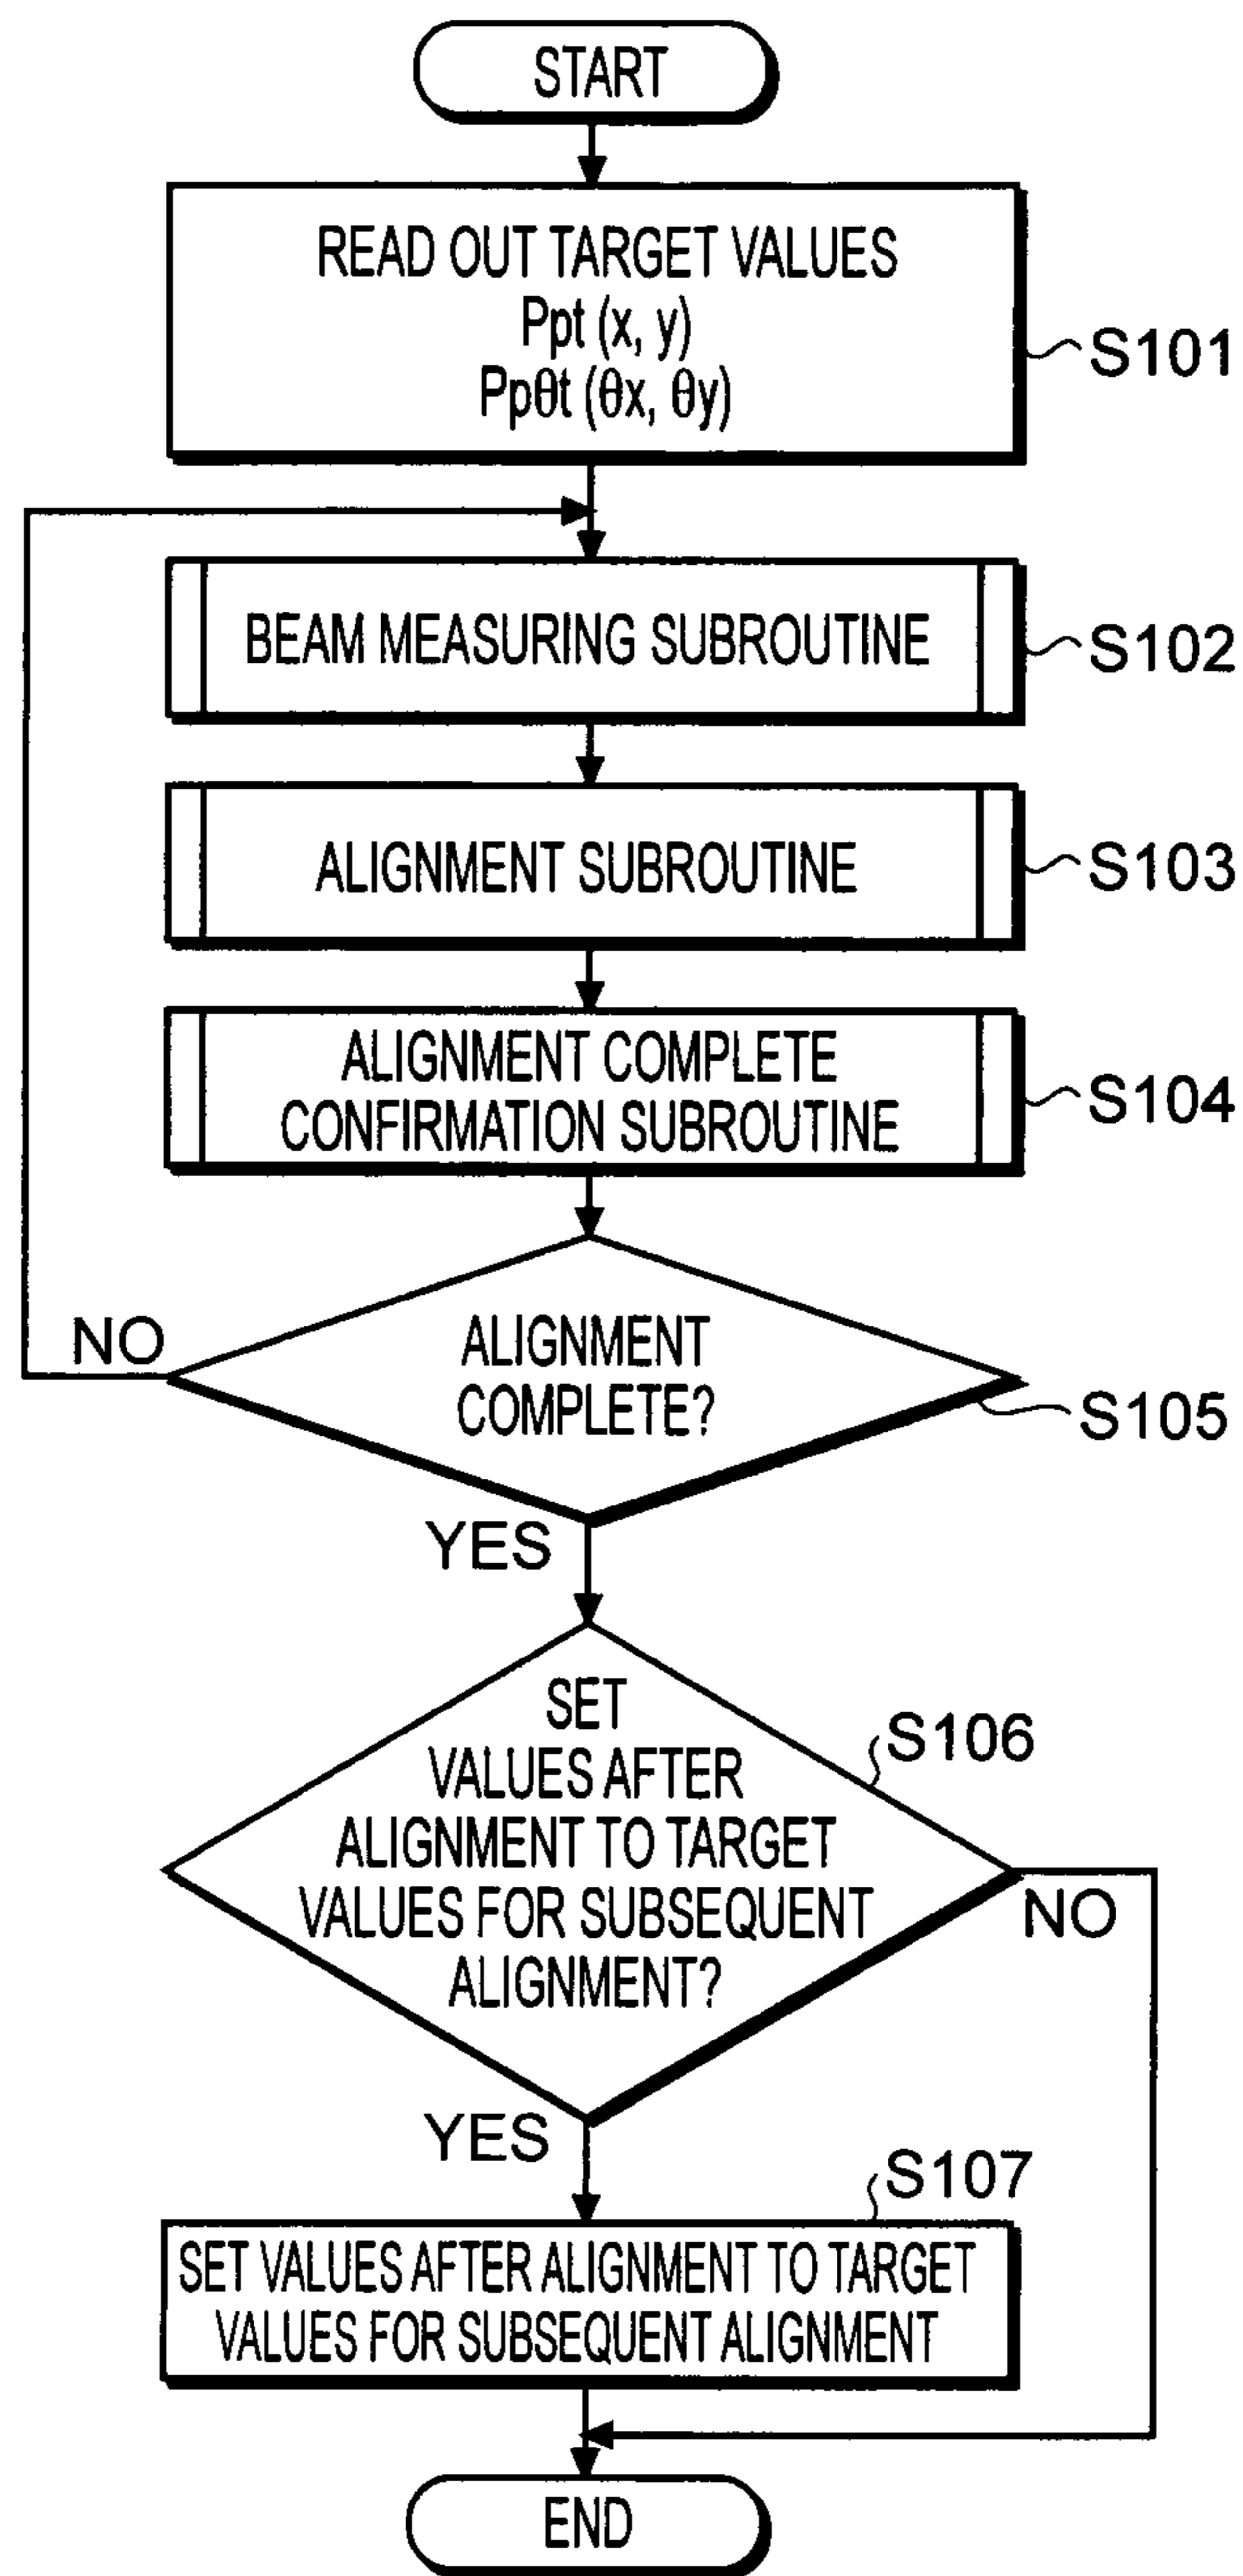 START
READ OUT TARGET VALUES
Ppt (x, y)
Ppθt (θx, θy)
S101
BEAM MEASURING SUBROUTINE
S102
ALIGNMENT SUBROUTINE
S103
ALIGNMENT COMPLETE
CONFIRMATION SUBROUTINE
S104
ALIGNMENT
COMPLETE?
NO
S105
YES
SET
VALUES AFTER
ALIGNMENT TO TARGET
VALUES FOR SUBSEQUENT
ALIGNMENT?
S106
NO
YES
S107
SET VALUES AFTER ALIGNMENT TO TARGET
VALUES FOR SUBSEQUENT ALIGNMENT
END